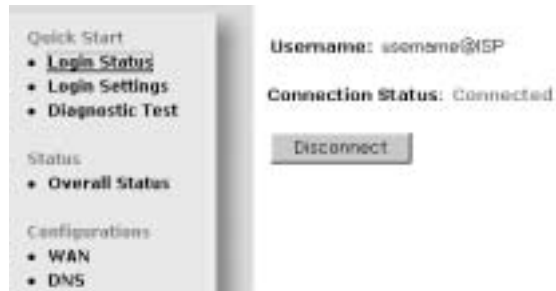 Quick Start
• Login Status
• Login Settings
• Diagnostic Test
Status
• Overall Status
Configurations
• WAN
• DNS
Username: username@ISP
Connection Status: Connected
Disconnect